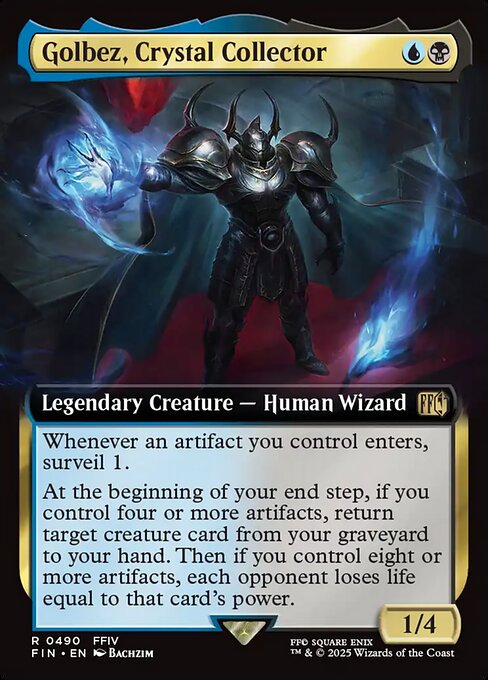 Golbez, Crystal Collector
Legendary Creature — Human Wizard
Whenever an artifact you control enters,
surveil 1.
At the beginning of your end step, if you
control four or more artifacts, return
target creature card from your graveyard
to your hand. Then if you control eight or
more artifacts, each opponent loses life
equal to that card's power.
1/4
R 0490 FFIV
FIN • EN Bachzim
FF© SQUARE ENIX
™ & © 2025 Wizards of the Coast